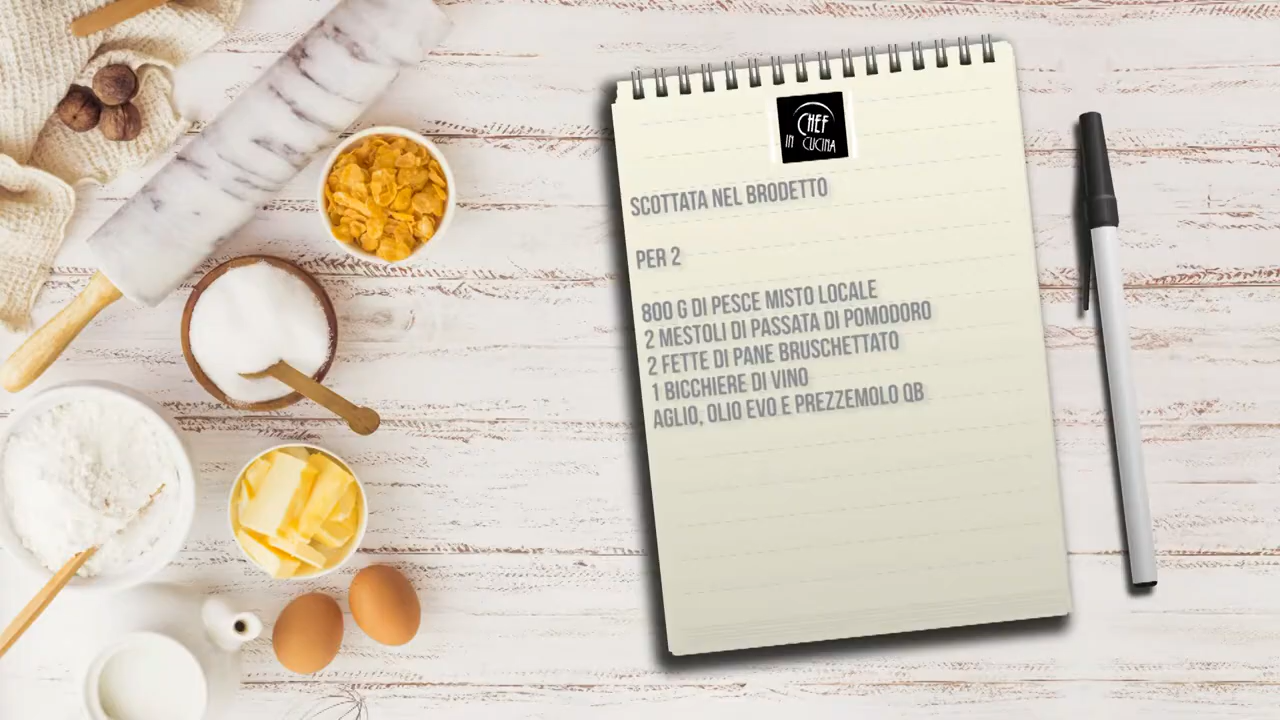 CHEF
IN CUCINA
SCOTTATA NEL BRODETTO
PER 2
800 G DI PESCE MISTO LOCALE
2 MESTOLI DI PASSATA DI POMODORO
2 FETTE DI PANE BRUSCHETTATO
1 BICCHIERE DI VINO
AGLIO, OLIO EVO E PREZZEMOLO QB